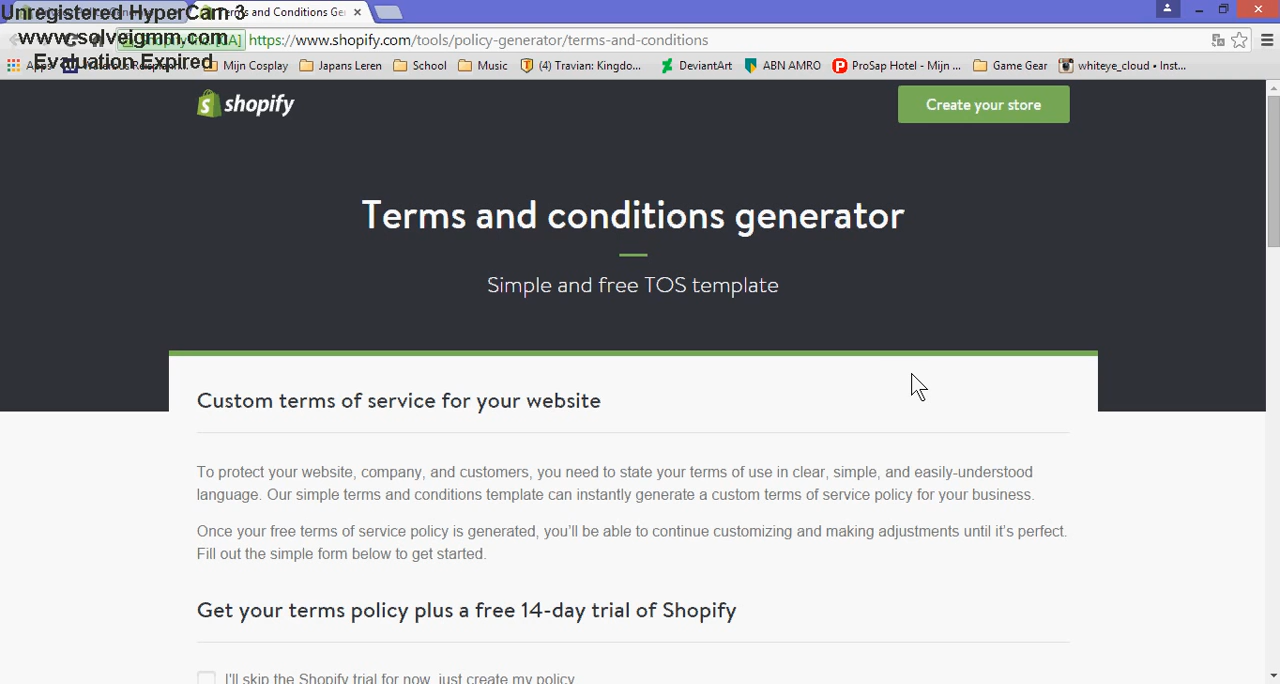 Unregistered HyperCam 3
Terms and Conditions Ge
www.solveigmm.com
https://www.shopify.com/tools/policy-generator/terms-and-conditions
Evaluation Expired
Mijn Cosplay
Japans Leren
School
Music
(4) Travian: Kingdo...
DeviantArt
ABN AMRO
ProSap Hotel - Mijn ...
Game Gear
whiteye_cloud • Inst...
shopify
Create your store
Terms and conditions generator
Simple and free TOS template
Custom terms of service for your website
To protect your website, company, and customers, you need to state your terms of use in clear, simple, and easily-understood
language. Our simple terms and conditions template can instantly generate a custom terms of service policy for your business.
Once your free terms of service policy is generated, you’ll be able to continue customizing and making adjustments until it’s perfect.
Fill out the simple form below to get started.
Get your terms policy plus a free 14-day trial of Shopify
I'll skip the Shopify trial for now, just create my policy